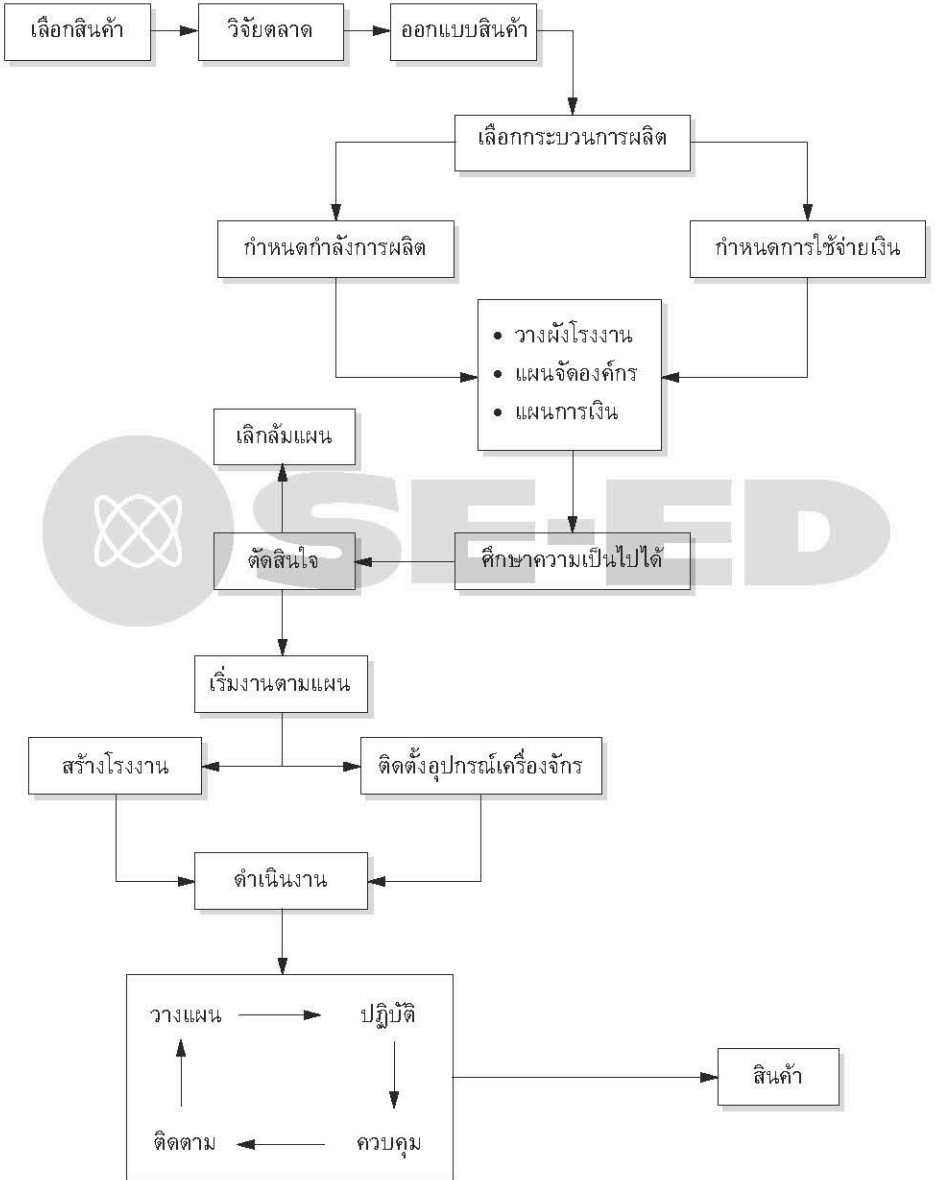 เลือกสินค้า
วิจัยตลาด
ออกแบบสินค้า
เลือกกระบวนการผลิต
กำหนดกำลังการผลิต
กำหนดการใช้จ่ายเงิน
• วางผังโรงงาน
• แผนจัดองค์กร
• แผนการเงิน
เลิกล้มแผน
SE-ED
ตัดสินใจ
ศึกษาความเป็นไปได้
เริ่มงานตามแผน
สร้างโรงงาน
ติดตั้งอุปกรณ์เครื่องจักร
ดำเนินงาน
วางแผน
ปฏิบัติ
สินค้า
ติดตาม
ควบคุม